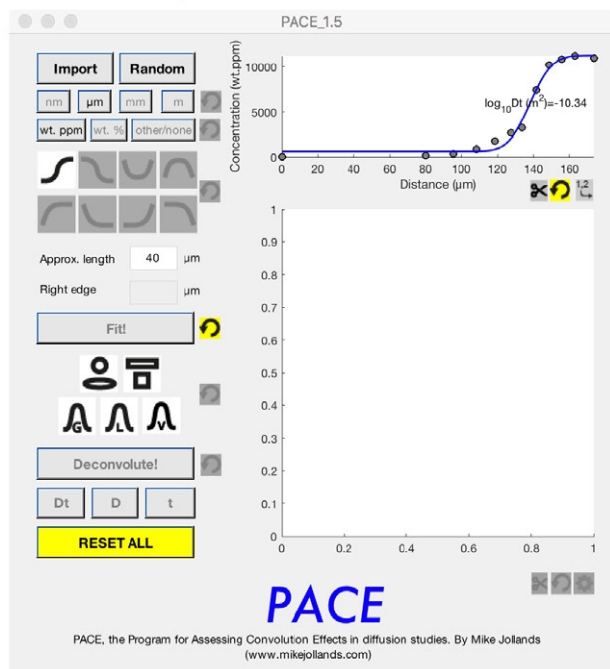 PACE_1.5
Import Random
nm µm mm m
wt. ppm wt. % other/none
Approx. length 40 µm
Right edge µm
Fit!
G L V
Deconvolute!
Dt D t
RESET ALL
Concentration (wt.ppm)
10000
5000
0
log10Dt (m2)=-10.34
0 20 40 60 80 100 120 140 160
Distance (µm)
1,2
1
0.9
0.8
0.7
0.6
0.5
0.4
0.3
0.2
0.1
0
0 0.2 0.4 0.6 0.8 1
PACE
PACE, the Program for Assessing Convolution Effects in diffusion studies. By Mike Jollands
(www.mikejollands.com)